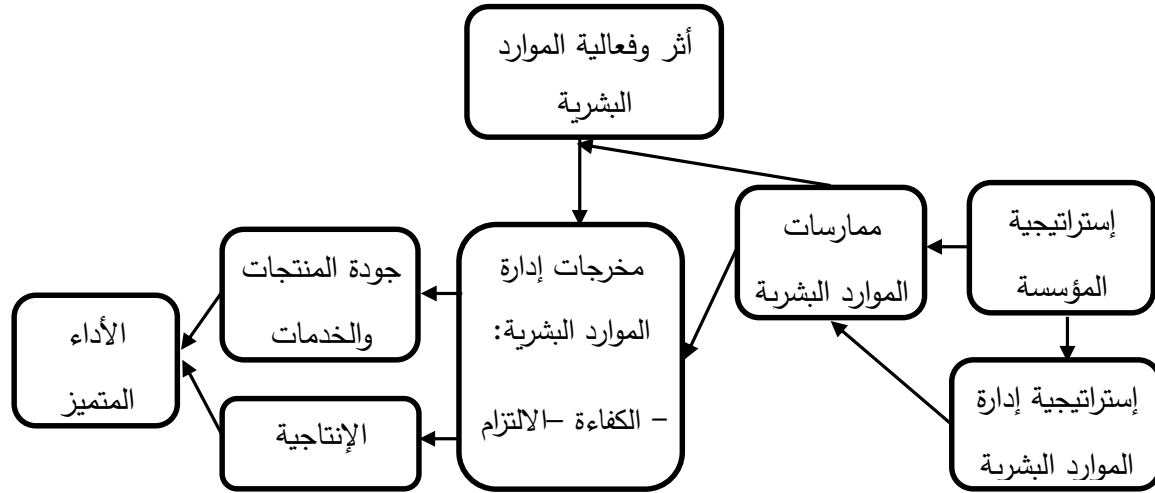 أثر وفعالية الموارد
البشرية
إستراتيجية
المؤسسة
ممارسات
الموارد البشرية
مخرجات إدارة
الموارد البشرية:
– الكفاءة –الالتزام
جودة المنتجات
والخدمات
الأداء
المتميز
الإنتاجية
إستراتيجية إدارة
الموارد البشرية